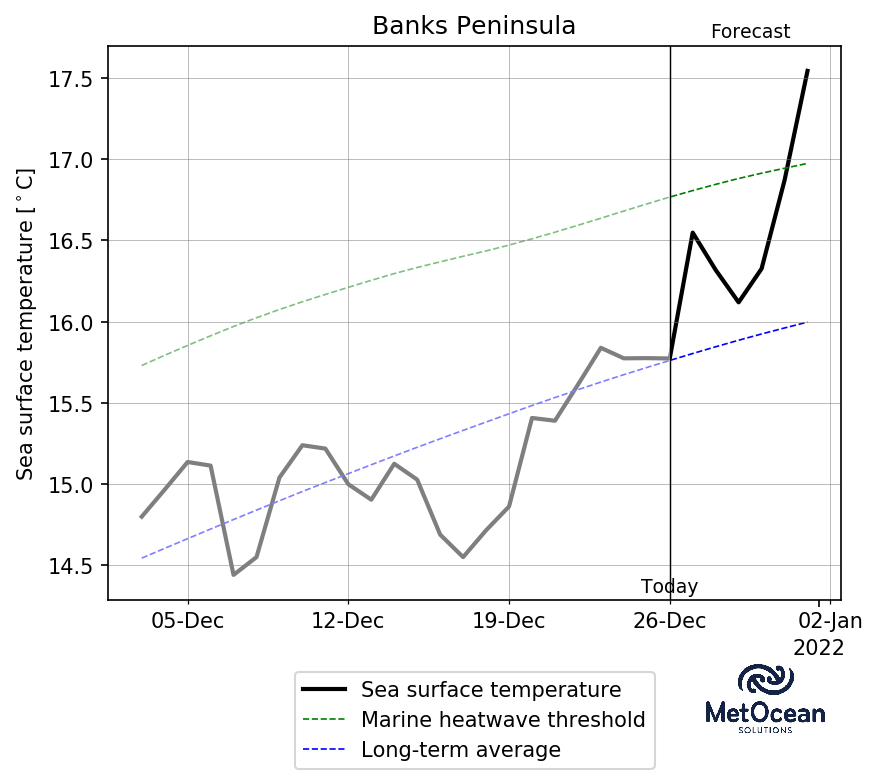 Banks Peninsula
Forecast
Sea surface temperature [°C]
17.5
17.0
16.5
16.0
15.5
15.0
14.5
Today
05-Dec 12-Dec 19-Dec 26-Dec 02-Jan
2022
Sea surface temperature
Marine heatwave threshold
Long-term average
MetOcean
SOLUTIONS